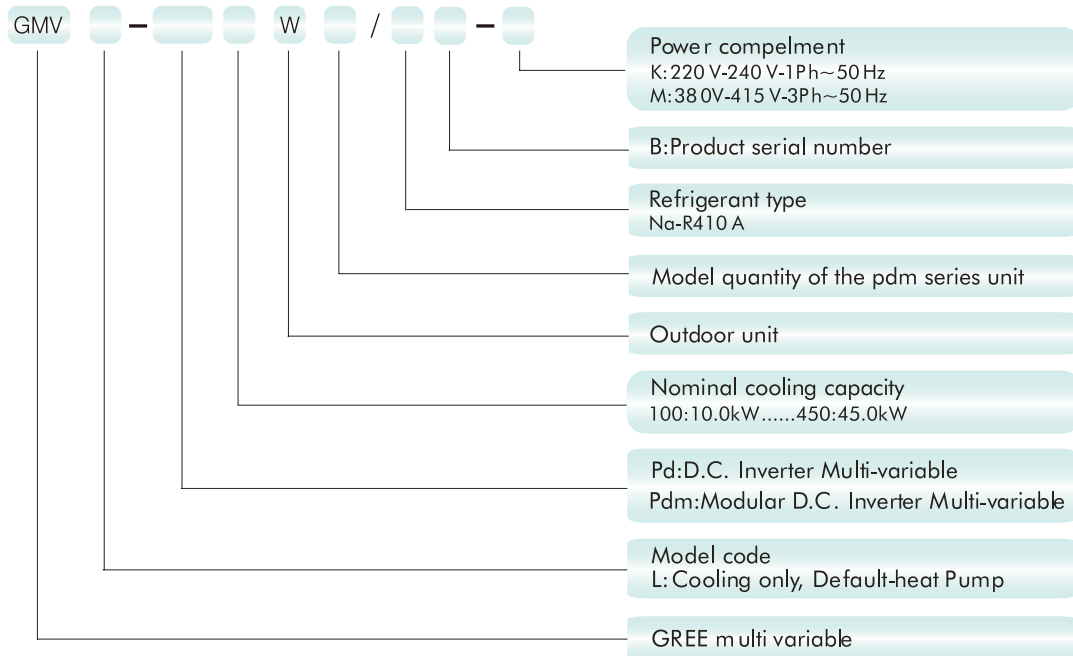 GMV - W / -
Power compelment
K:220 V-240 V-1Ph~50 Hz
M:380V-415 V-3Ph~50 Hz
B:Product serial number
Refrigerant type
Na-R410 A
Model quantity of the pdm series unit
Outdoor unit
Nominal cooling capacity
100:10.0kW......450:45.0kW
Pd:D.C. Inverter Multi-variable
Pdm:Modular D.C. Inverter Multi-variable
Model code
L:Cooling only, Default-heat Pump
GREE multi variable